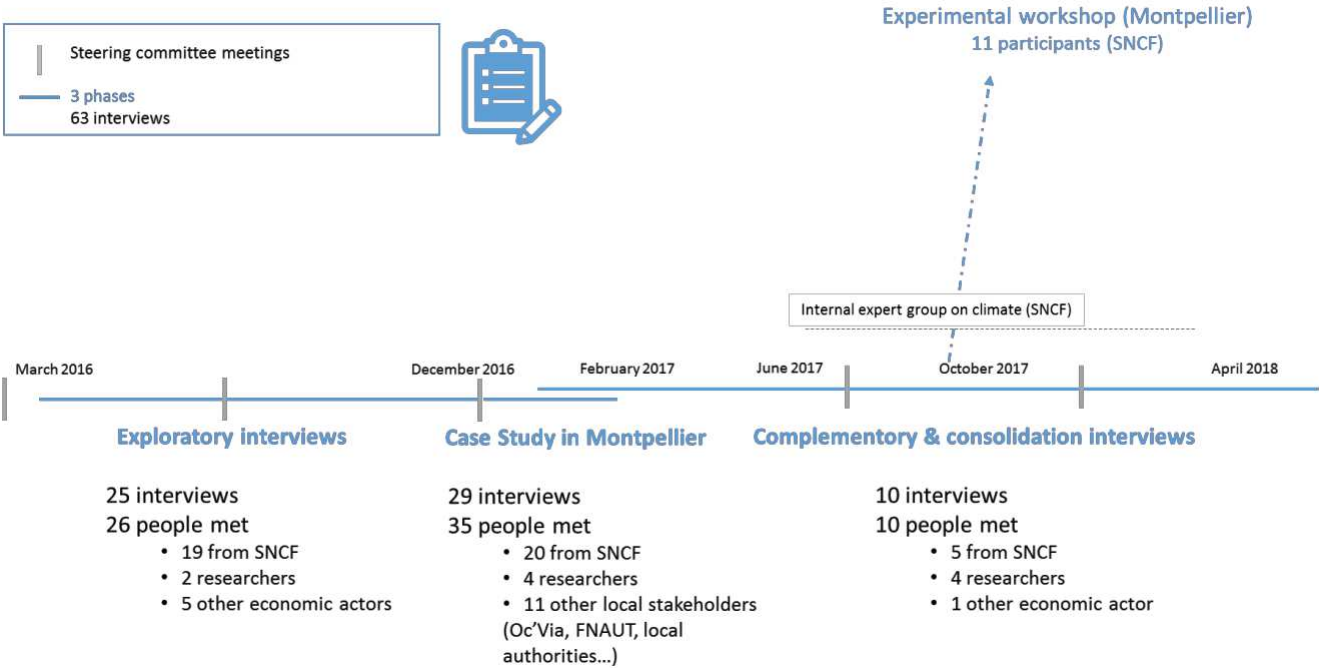 Experimental workshop (Montpellier)
11 participants (SNCF)
Steering committee meetings
3 phases
63 interviews
Internal expert group on climate (SNCF)
March 2016
December 2016
February 2017
June 2017
October 2017
April 2018
Exploratory interviews
25 interviews
26 people met
• 19 from SNCF
• 2 researchers
• 5 other economic actors
Case Study in Montpellier
29 interviews
35 people met
• 20 from SNCF
• 4 researchers
• 11 other local stakeholders
(Oc'Via, FNAUT, local
authorities...)
Complementory & consolidation interviews
10 interviews
10 people met
• 5 from SNCF
• 4 researchers
• 1 other economic actor